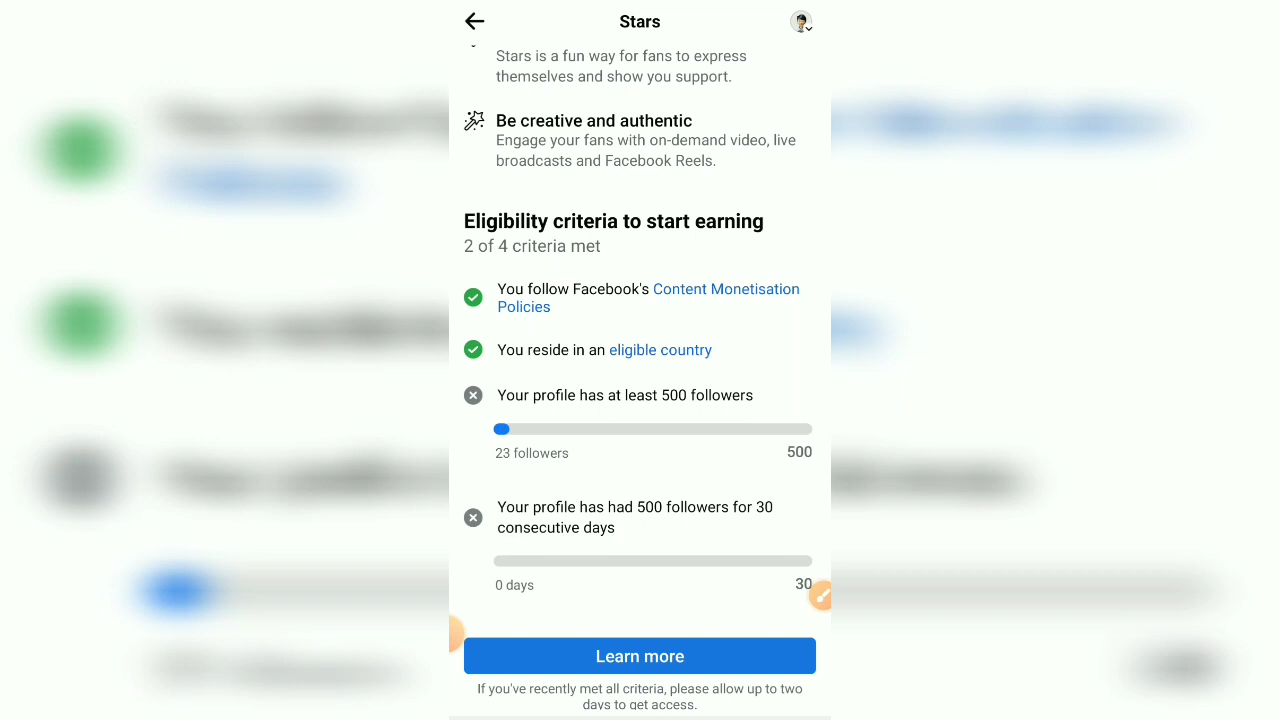 Stars
Stars is a fun way for fans to express
themselves and show you support.
Be creative and authentic
Engage your fans with on-demand video, live
broadcasts and Facebook Reels.
Eligibility criteria to start earning
2 of 4 criteria met
You follow Facebook's Content Monetisation
Policies
You reside in an eligible country
Your profile has at least 500 followers
23 followers 500
Your profile has had 500 followers for 30
consecutive days
0 days 30
Learn more
If you've recently met all criteria, please allow up to two
days to get access.